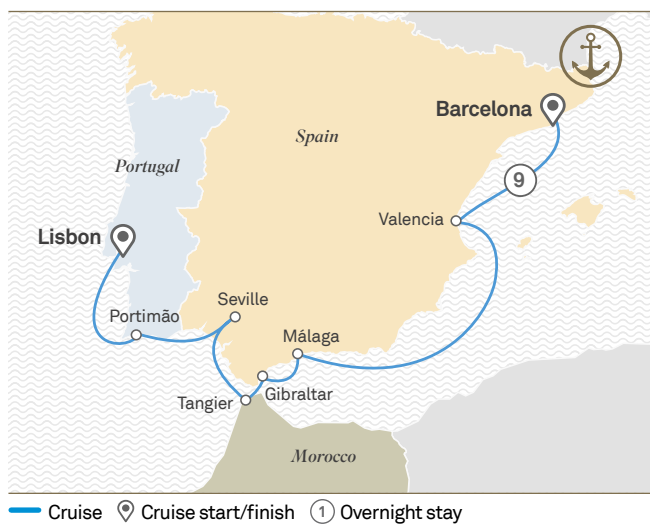 Barcelona
Spain
Portugal
9
Valencia
Lisbon
Seville
Portimão
Málaga
Gibraltar
Tangier
Morocco
Cruise Cruise start/finish 1 Overnight stay